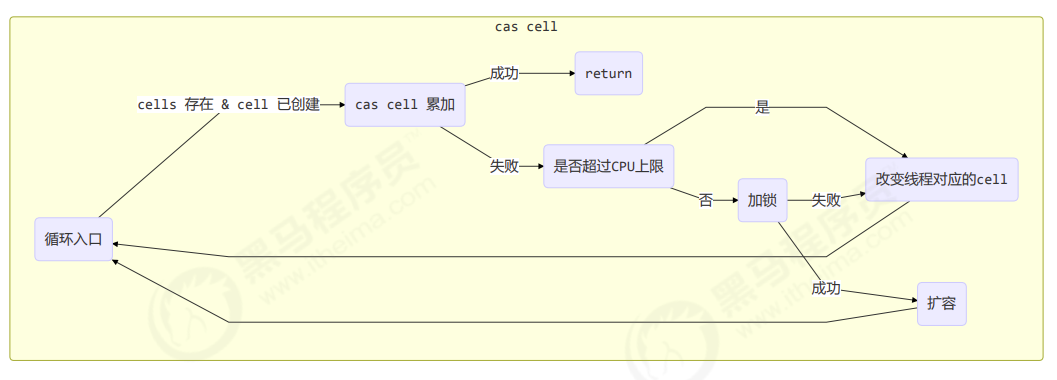 cas cell
成功
return
cells 存在 & cell 已创建
cas cell 累加
是
失败
是否超过CPU上限
改变线程对应的cell
否
加锁
失败
循环入口
成功
扩容
黑马程序员
www.itheima.com
黑马程序员
www.itheima.com